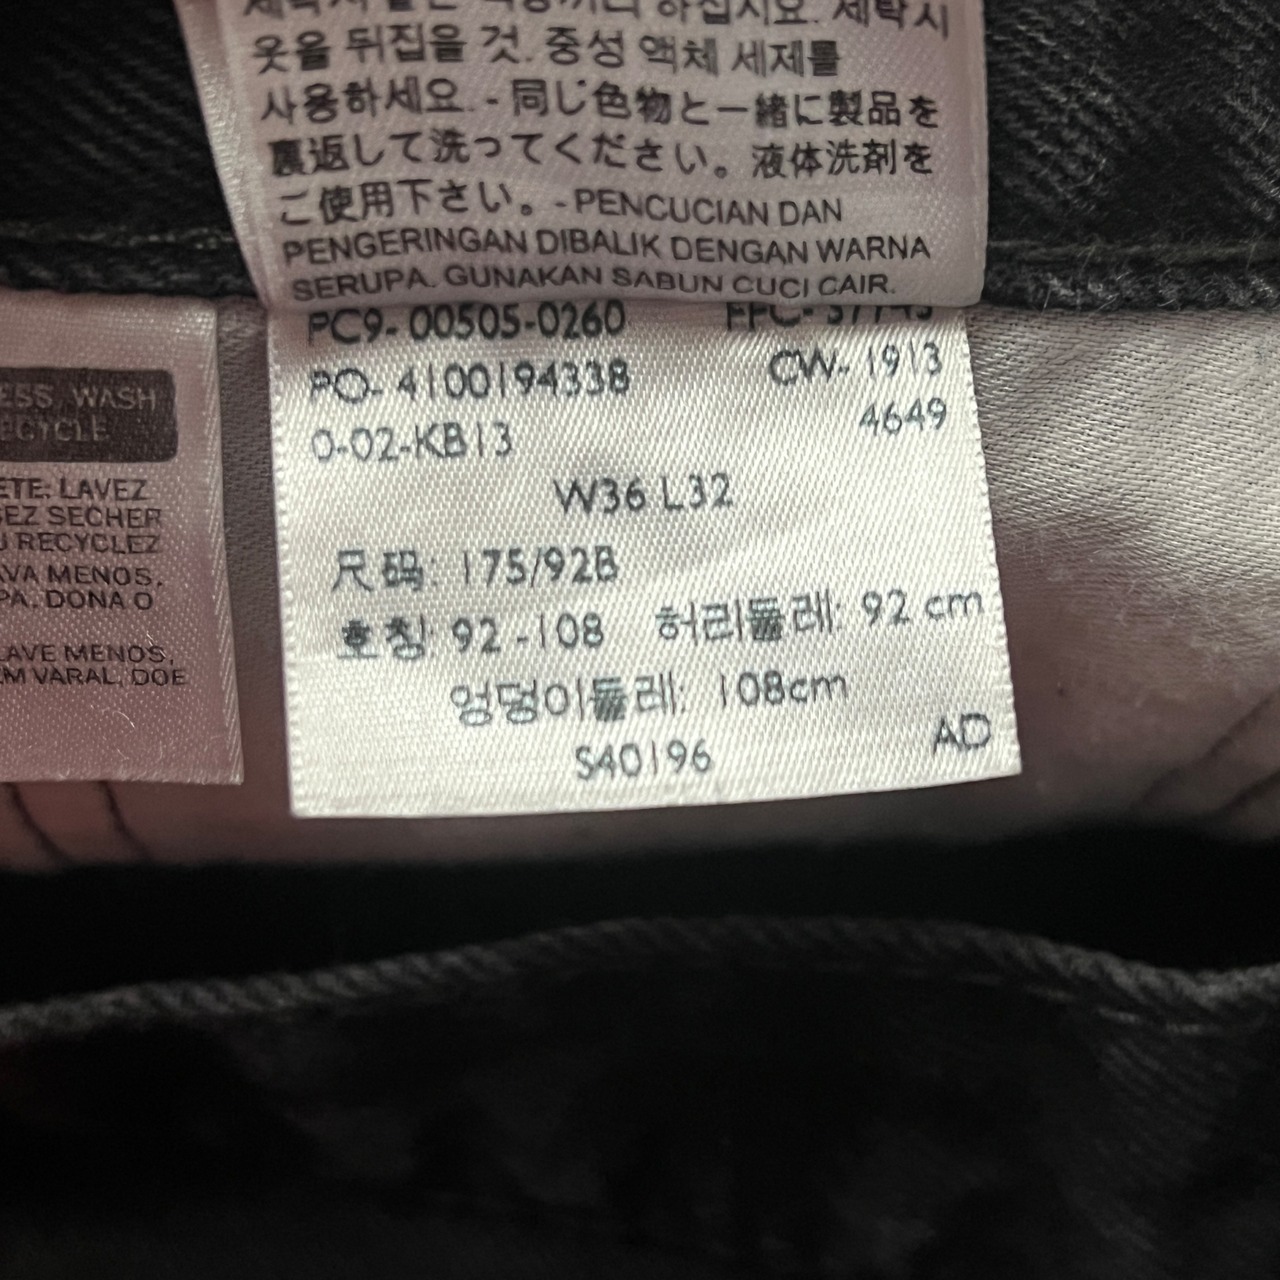 옷을 뒤집을 것. 중성 액체 세제를
사용하세요. - 同じ色物と一緒に製品を
裏返して洗ってください。液体洗剤を
ご使用下さい。- PENCUCIAN DAN
PENGERINGAN DIBALIK DENGAN WARNA
SERUPA. GUNAKAN SABUN CUCI CAIR.
PC9- 00505-0260
PO- 4100194338 CW- 1913
0-02-KB13 4649
W36 L32
尺码: 175/92B
호칭: 92 -108 허리둘레: 92 cm
엉덩이둘레: 108cm
S40196 AD
ESS WASH
ECYCLE
ETE: LAVEZ
EZ SECHER
U RECYCLEZ
AVA MENOS,
PA. DONA O
LAVE MENOS,
EM VARAL, DOE